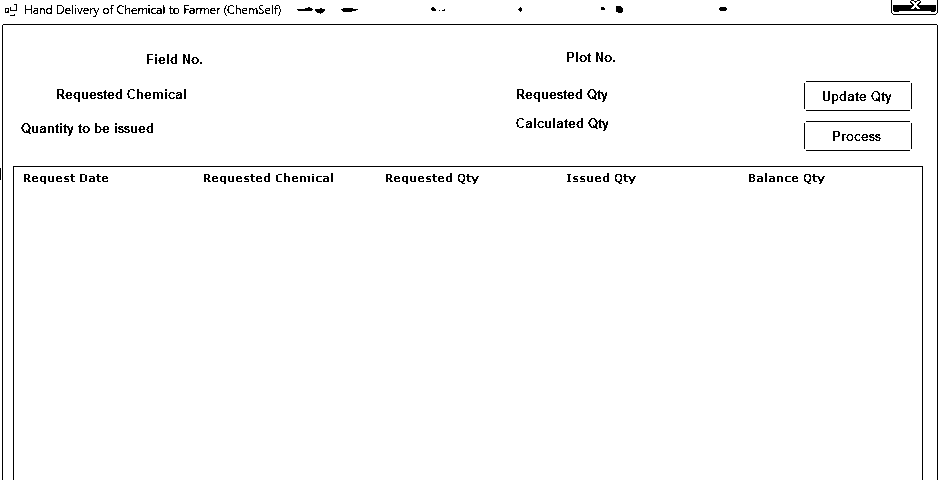 Hand Delivery of Chemical to Farmer (ChemSelf)
Field No. Plot No.
Requested Chemical Requested Qty Update Qty
Quantity to be issued Calculated Qty Process
Request Date Requested Chemical Requested Qty Issued Qty Balance Qty